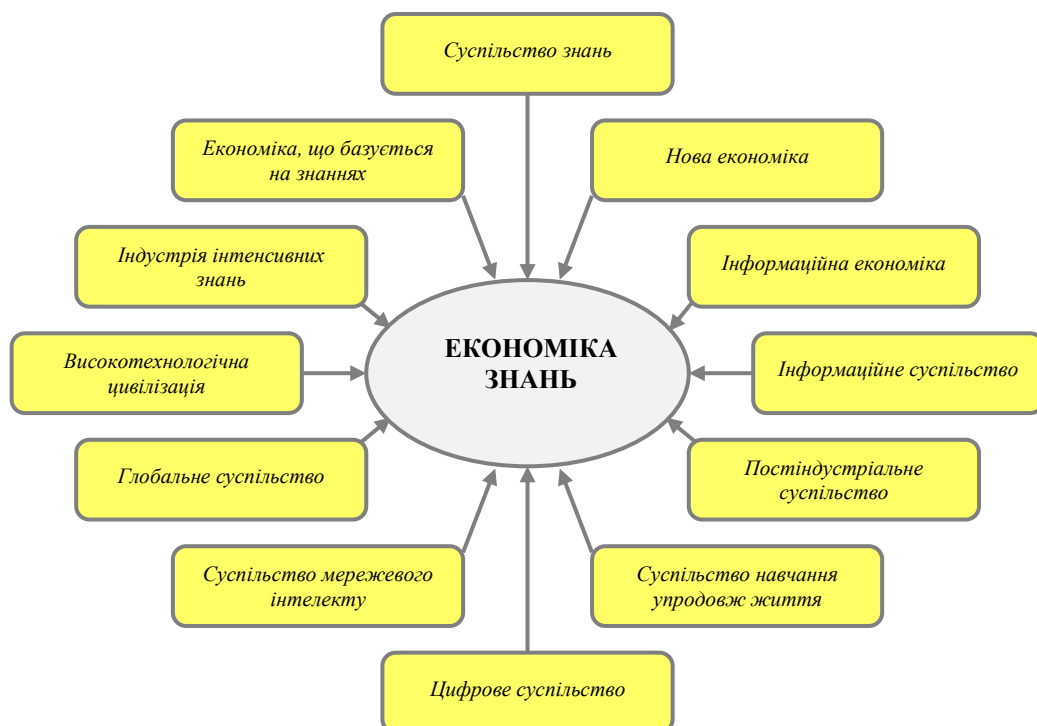 Суспільство знань
Економіка, що базується
на знаннях
Нова економіка
Індустрія інтенсивних
знань
Інформаційна економіка
ЕКОНОМІКА
ЗНАНЬ
Високотехнологічна
цивілізація
Інформаційне суспільство
Глобальне суспільство
Постіндустріальне
суспільство
Суспільство мережевого
інтелекту
Суспільство навчання
упродовж життя
Цифрове суспільство